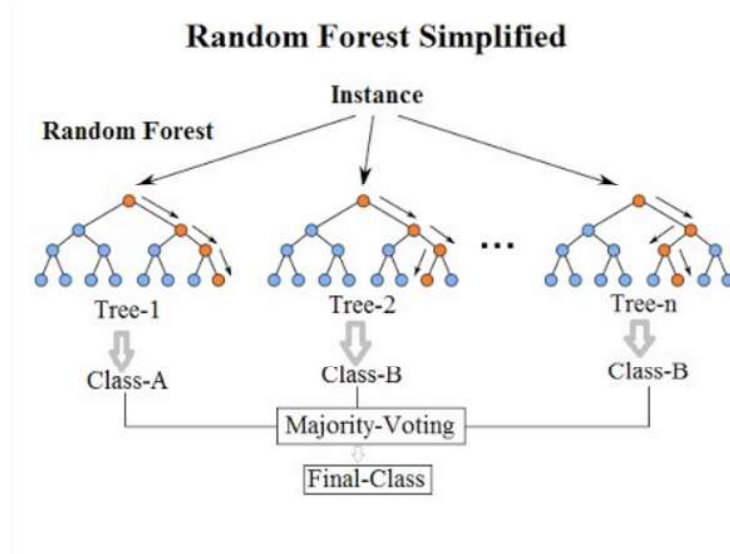 Random Forest Simplified
Instance
Random Forest
...
Tree-1
Tree-2
Tree-n
Class-A
Class-B
Class-B
Majority-Voting
Final-Class